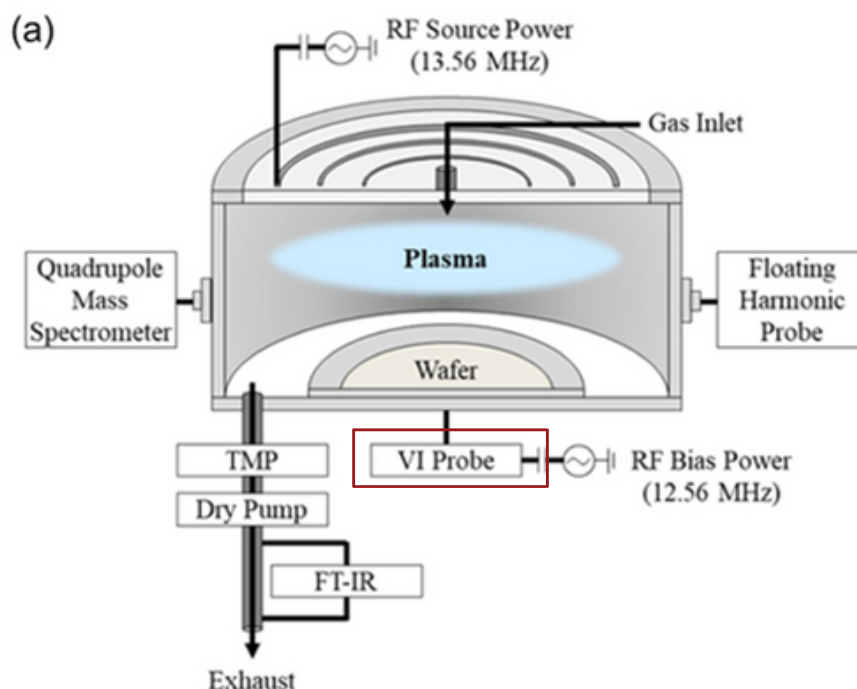 (a)
RF Source Power
(13.56 MHz)
Gas Inlet
Plasma
Quadrupole
Mass
Spectrometer
Floating
Harmonic
Probe
Wafer
TMP
VI Probe
RF Bias Power
(12.56 MHz)
Dry Pump
FT-IR
Exhaust